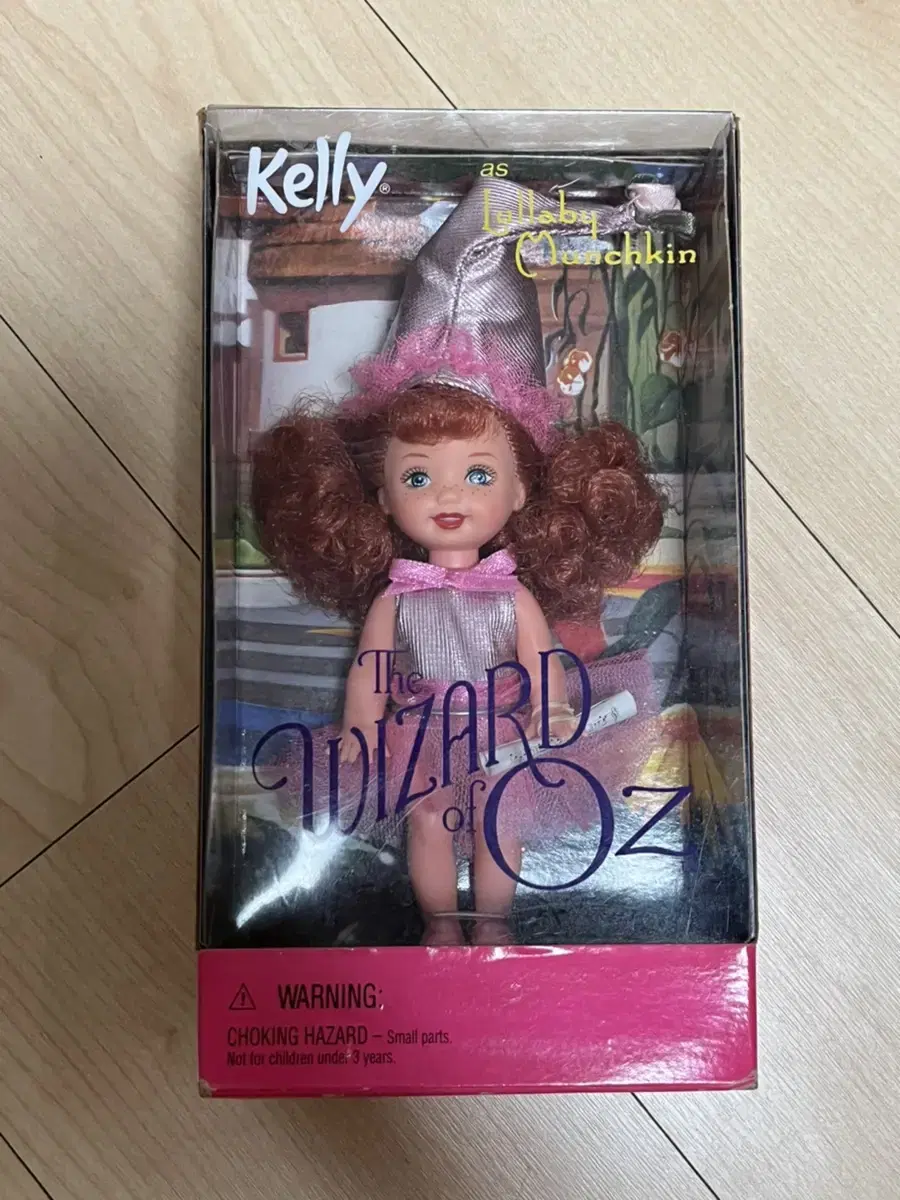 Kelly®
as
Lullaby
Munchkin
The
WIZARD
of OZ
WARNING:
CHOKING HAZARD – Small parts.
Not for children under 3 years.